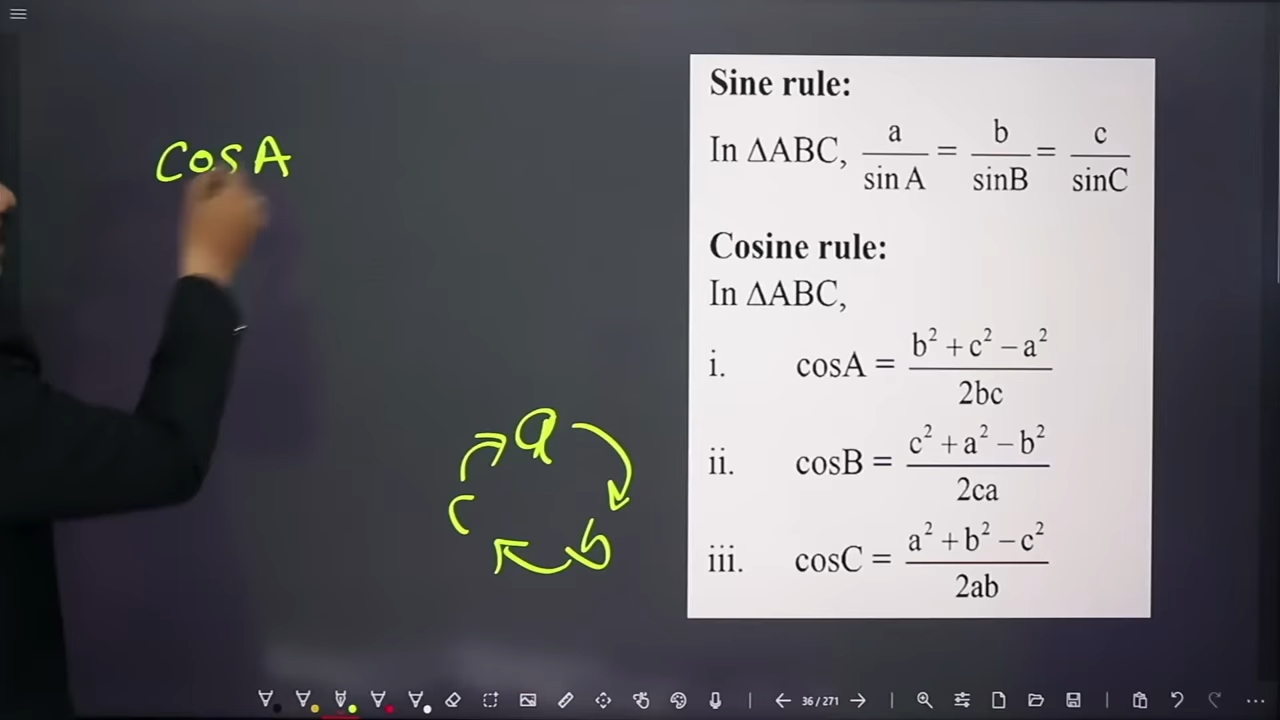 cosA
a
c
b
Sine rule:
In ΔABC, a/sin A = b/sinB = c/sinC
Cosine rule:
In ΔABC,
i. cosA = b² + c² – a² / 2bc
ii. cosB = c² + a² – b² / 2ca
iii. cosC = a² + b² – c² / 2ab
36 / 271